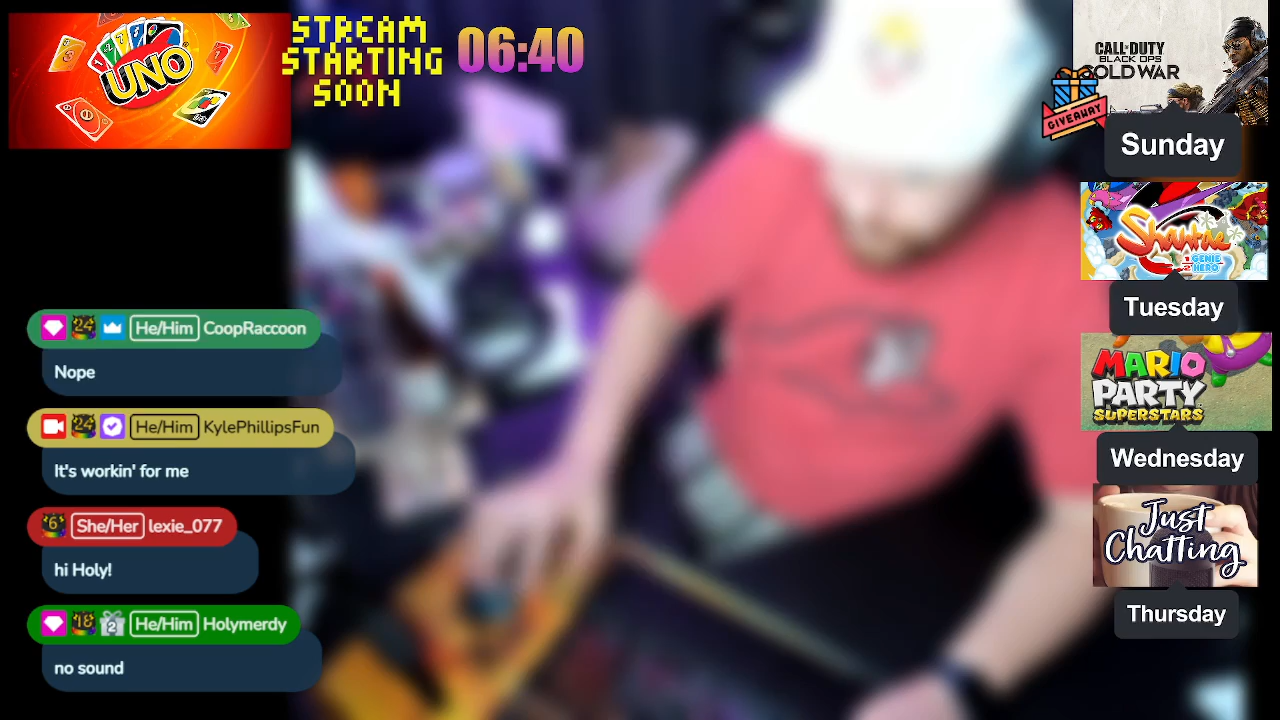 UNO
STREAM
STARTING
SOON
06:40
CALL OF DUTY
BLACK OPS
COLD WAR
GIVEAWAY
Sunday
Shantae
1/2 GENIE
HERO
Tuesday
MARIO
PARTY
SUPERSTARS
Wednesday
Just
Chatting
Thursday
24 He/Him CoopRaccoon
Nope
24 He/Him KylePhillipsFun
It's workin' for me
6 She/Her lexie_077
hi Holy!
18 2 He/Him Holymerdy
no sound